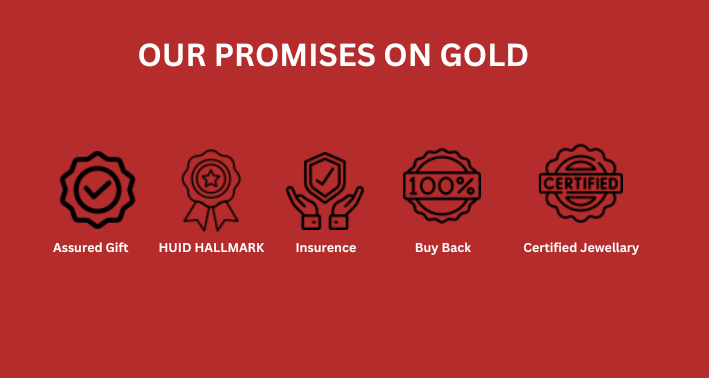 OUR PROMISES ON GOLD
100%
CERTIFIED
Assured Gift
HUID HALLMARK
Insurence
Buy Back
Certified Jewellary